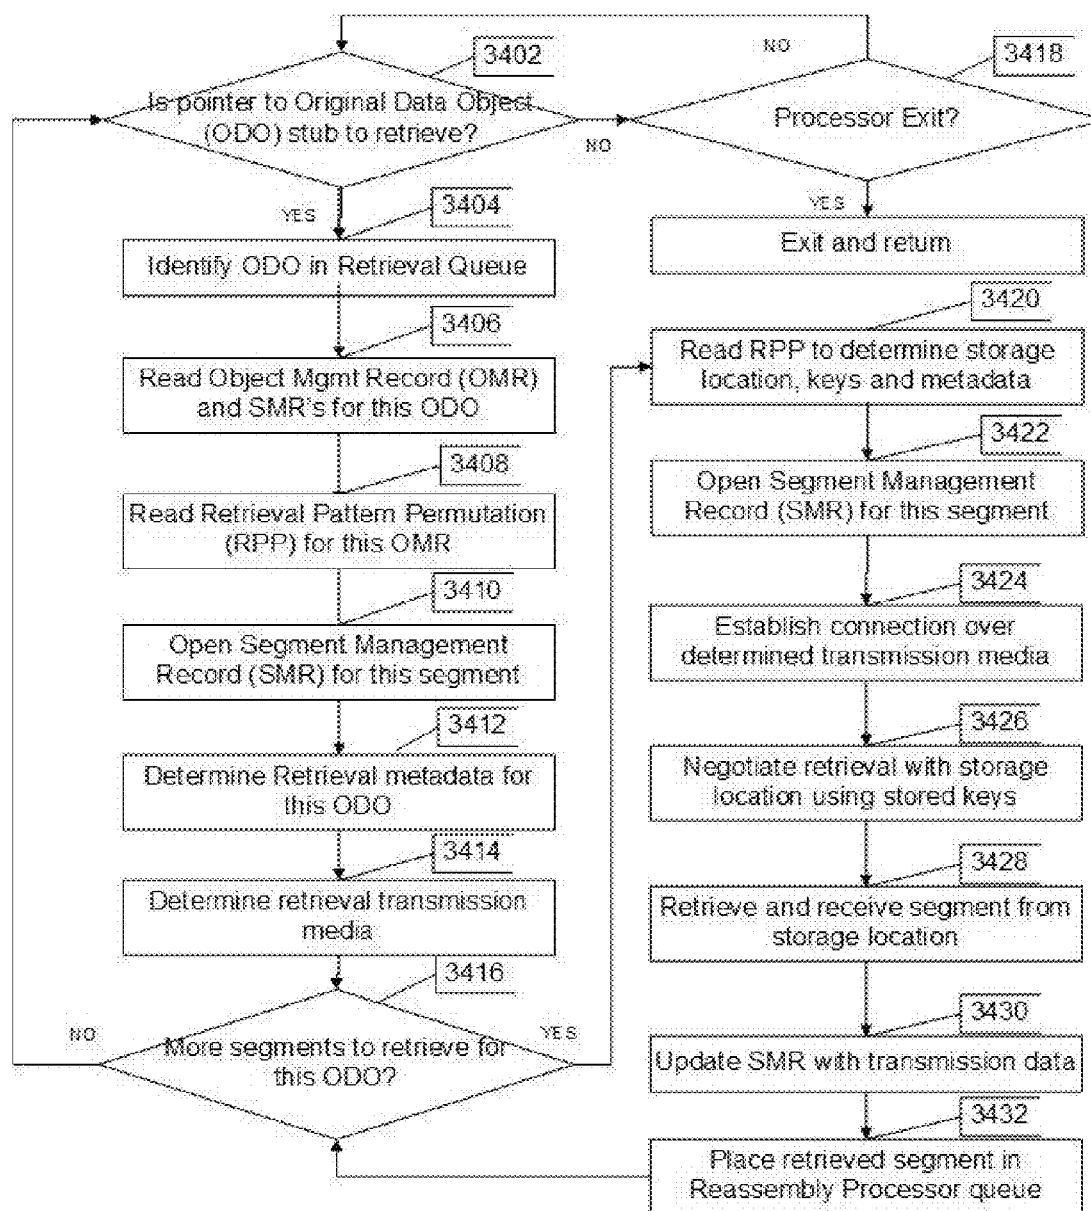 3402
Is pointer to Original Data Object
(ODO) stub to retrieve?
NO
YES
3404
Identify ODO in Retrieval Queue
3406
Read Object Mgmt Record (OMR)
and SMR's for this ODO
3408
Read Retrieval Pattern Permutation
(RPP) for this OMR
3410
Open Segment Management
Record (SMR) for this segment
3412
Determine Retrieval metadata for
this ODO
3414
Determine retrieval transmission
media
3416
More segments to retrieve for
this ODO?
NO
YES
3418
NO
Processor Exit?
YES
Exit and return
3420
Read RPP to determine storage
location, keys and metadata
3422
Open Segment Management
Record (SMR) for this segment
3424
Establish connection over
determined transmission media
3426
Negotiate retrieval with storage
location using stored keys
3428
Retrieve and receive segment from
storage location
3430
Update SMR with transmission data
3432
Place retrieved segment in
Reassembly Processor queue